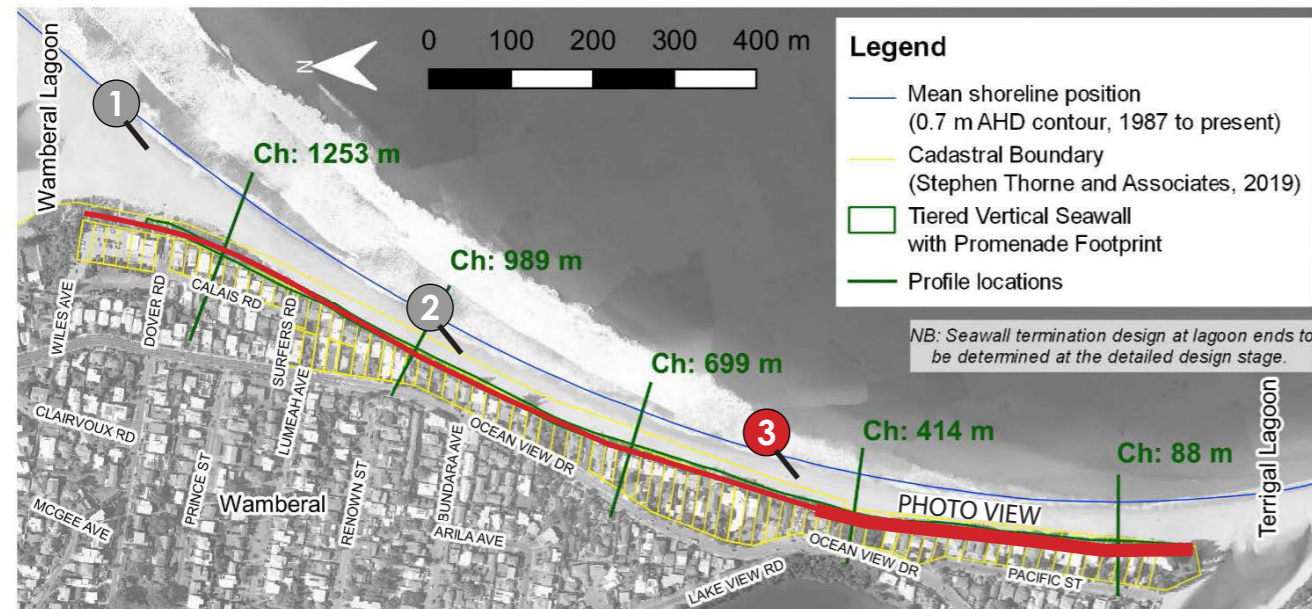 Wamberal Lagoon
1
N
0 100 200 300 400 m
Legend
Mean shoreline position
(0.7 m AHD contour, 1987 to present)
Cadastral Boundary
(Stephen Thorne and Associates, 2019)
Tiered Vertical Seawall
with Promenade Footprint
Profile locations
NB: Seawall termination design at lagoon ends to
be determined at the detailed design stage.
Ch: 1253 m
Ch: 989 m
2
Ch: 699 m
3
Ch: 414 m
Ch: 88 m
PHOTO VIEW
Terrigal Lagoon
WILES AVE
DOVER RD
CALAIS RD
SURFERS RD
LUMEAH AVE
CLAIRVOUX RD
PRINCE ST
RENOWN ST
BUNDARA AVE
OCEAN VIEW DR
MCGEE AVE
Wamberal
ARILA AVE
LAKE VIEW RD
OCEAN VIEW DR
PACIFIC ST